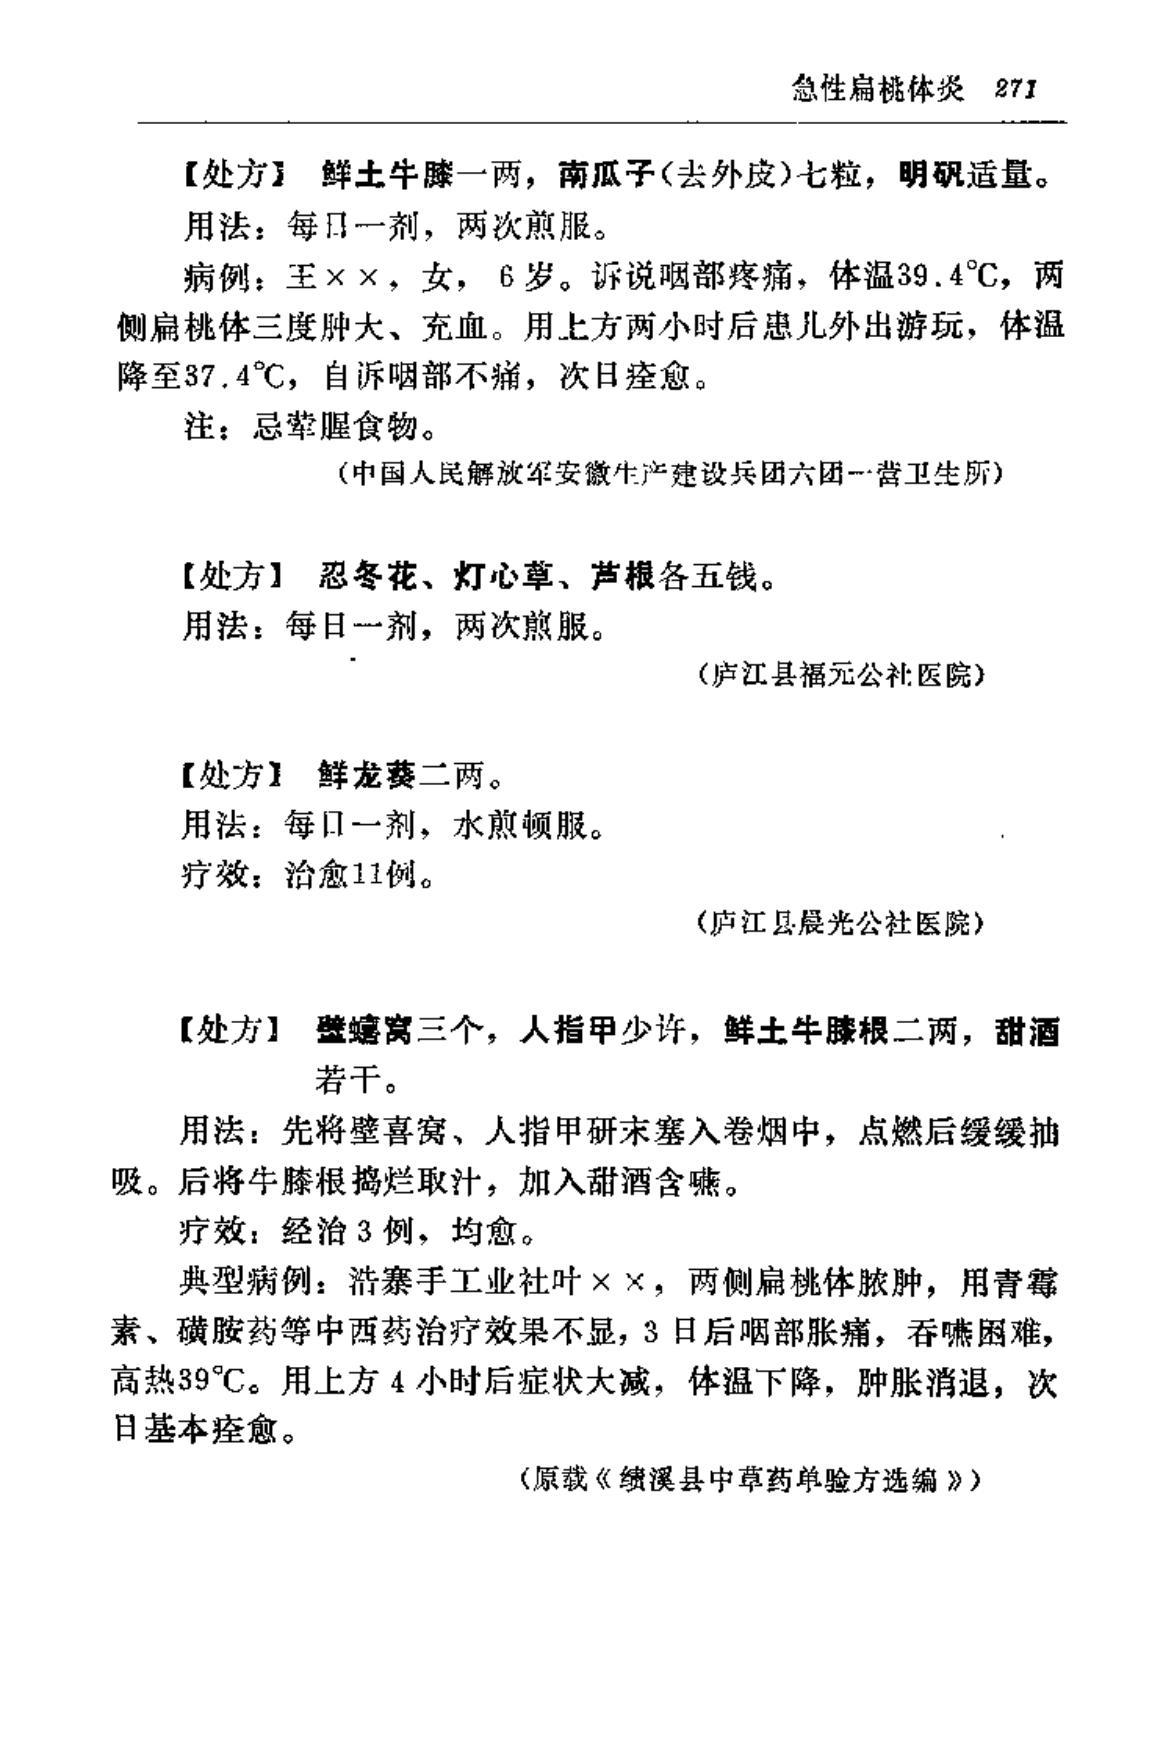 急性扁桃体炎 271
【处方】 鲜土牛膝一两，南瓜子(去外皮)七粒，明矾适量。
用法：每日一剂，两次煎服。
病例：王××，女， 6岁。诉说咽部疼痛，体温39.4℃，两
侧扁桃体三度肿大、充血。用上方两小时后患儿外出游玩，体温
降至37.4℃，自诉咽部不痛，次日痊愈。
注：忌荤腥食物。
（中国人民解放军安徽生产建设兵团六团一营卫生所）
【处方】 忍冬花、灯心草、芦根各五钱。
用法：每日一剂，两次煎服。
（庐江县福元公社医院）
【处方】 鲜龙葵二两。
用法：每日一剂，水煎顿服。
疗效：治愈11例。
（庐江县晨光公社医院）
【处方】 壁蟢窝三个，人指甲少许，鲜土牛膝根二两，甜酒
若干。
用法：先将壁喜窝、人指甲研末塞入卷烟中，点燃后缓缓抽
吸。后将牛膝根捣烂取汁，加入甜酒含嚥。
疗效：经治3例，均愈。
典型病例：浩寨手工业社叶××，两侧扁桃体脓肿，用青霉
素、磺胺药等中西药治疗效果不显，3日后咽部胀痛，吞嚥困难，
高热39℃。用上方4小时后症状大减，体温下降，肿胀消退，次
日基本痊愈。
（原载《绩溪县中草药单验方选编》）